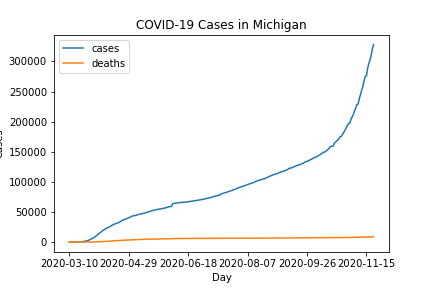 COVID-19 Cases in Michigan
cases
deaths
300000
250000
200000
150000
100000
50000
0
cases
2020-03-10 2020-04-29 2020-06-18 2020-08-07 2020-09-26 2020-11-15
Day